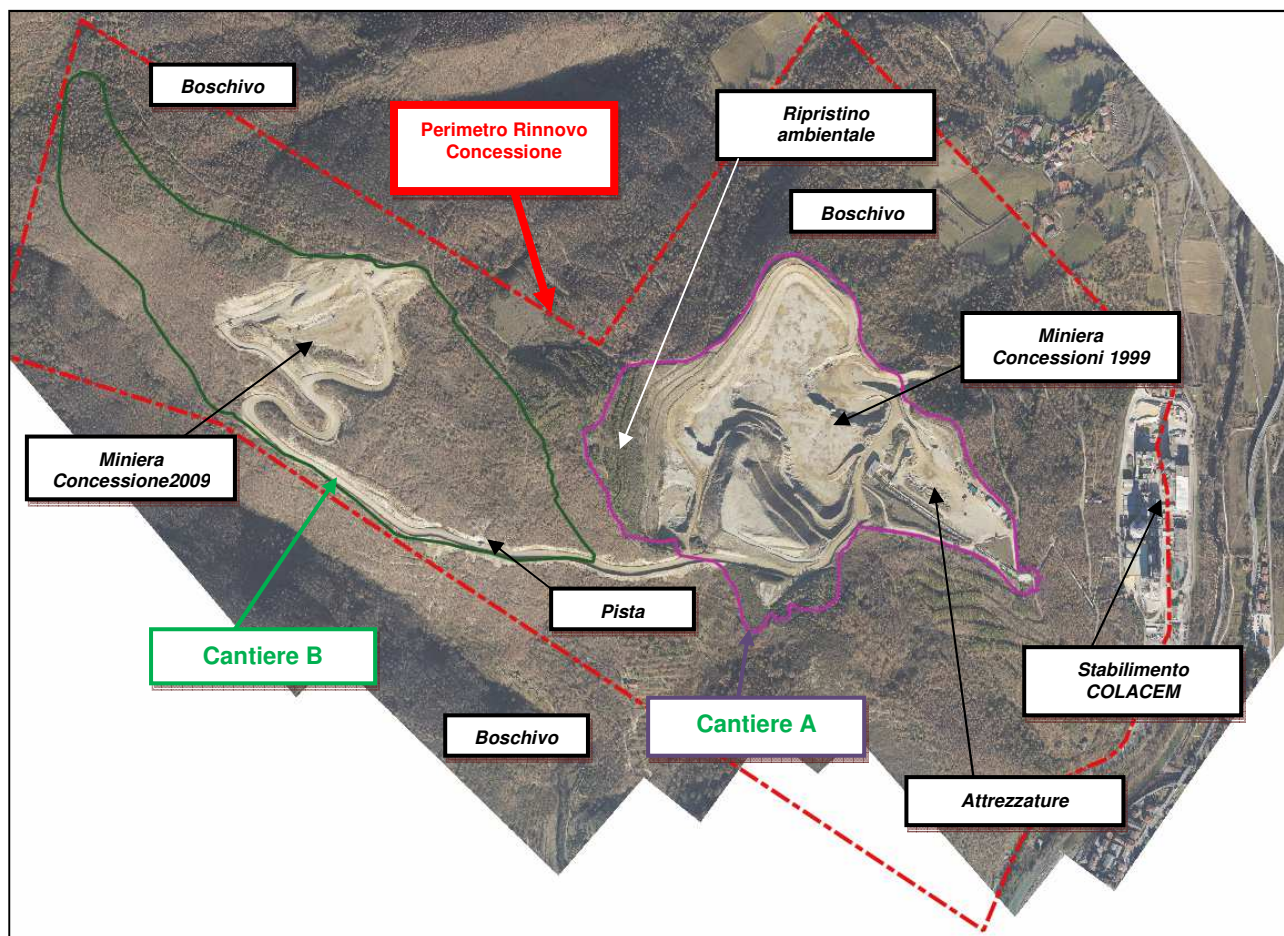 Boschivo
Perimetro Rinnovo
Concessione
Ripristino
ambientale
Boschivo
Miniera
Concessioni 1999
Miniera
Concessione2009
Pista
Cantiere B
Stabilimento
COLACEM
Cantiere A
Boschivo
Attrezzature